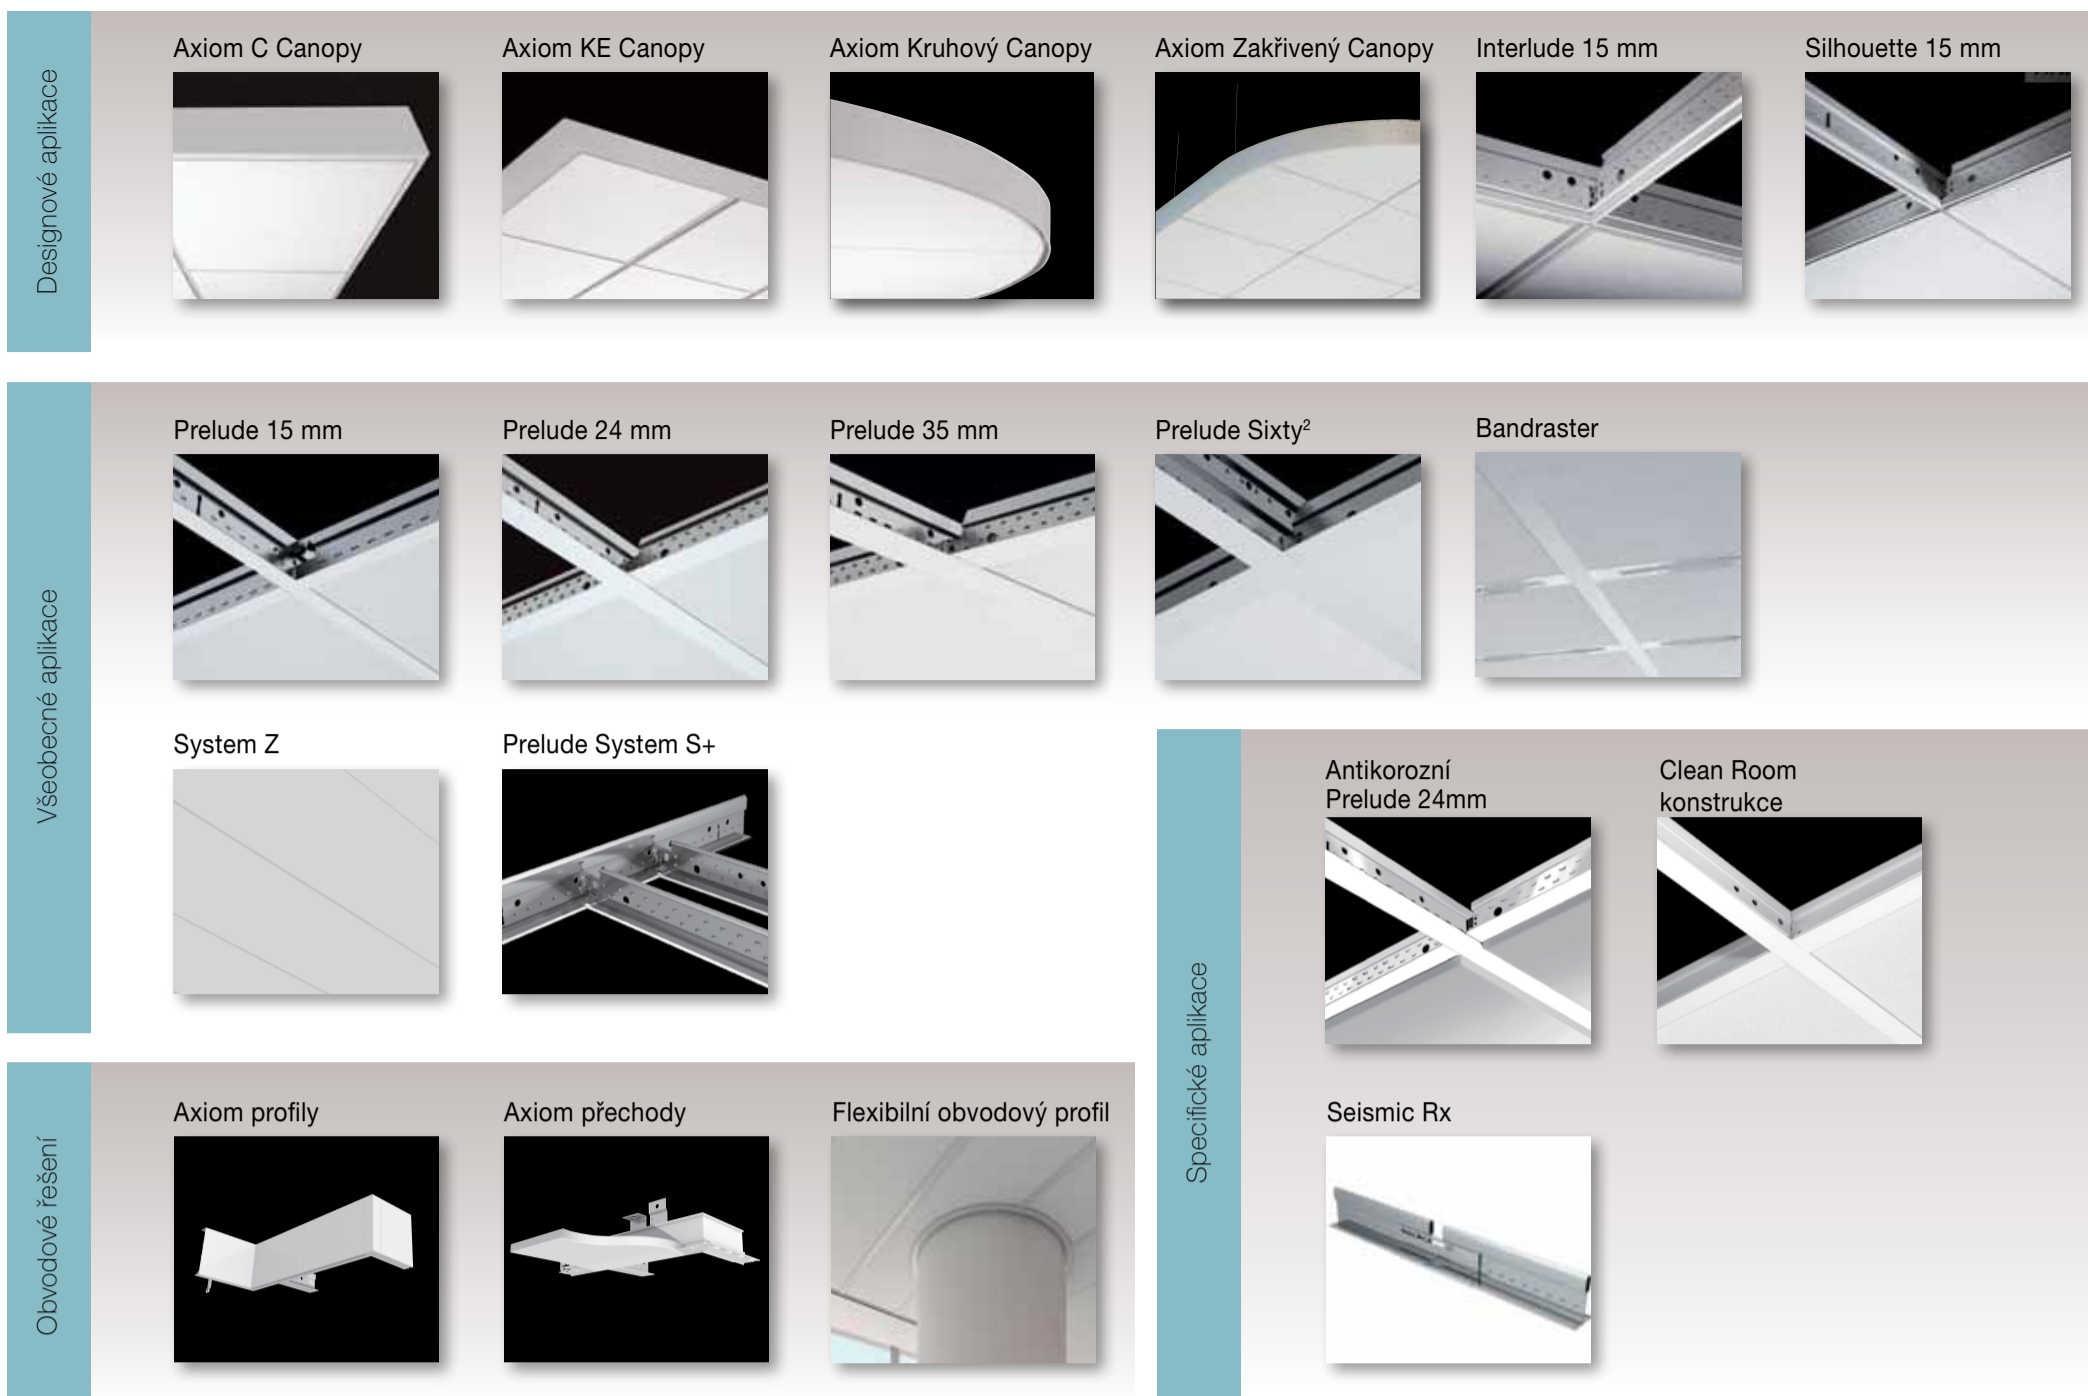 Designové aplikace
Axiom C Canopy
Axiom KE Canopy
Axiom Kruhový Canopy
Axiom Zakřivený Canopy
Interlude 15 mm
Silhouette 15 mm
Všeobecné aplikace
Prelude 15 mm
Prelude 24 mm
Prelude 35 mm
Prelude Sixty²
Bandraster
System Z
Prelude System S+
Specifické aplikace
Antikorozní
Prelude 24mm
Clean Room
konstrukce
Seismic Rx
Obvodové řešení
Axiom profily
Axiom přechody
Flexibilní obvodový profil